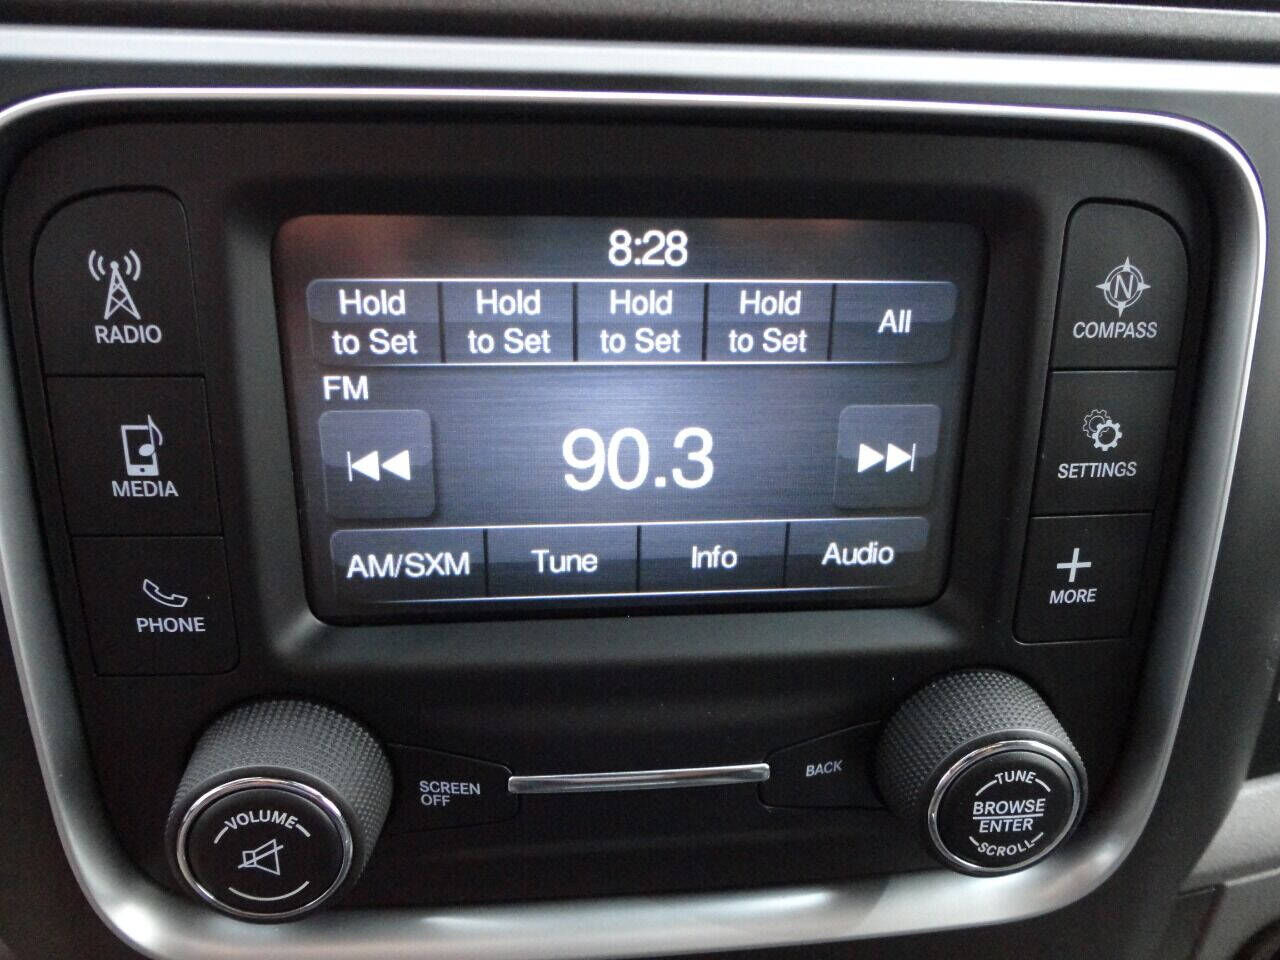 8:28
Hold to Set
Hold to Set
Hold to Set
Hold to Set
All
FM
90.3
AM/SXM
Tune
Info
Audio
RADIO
MEDIA
PHONE
N
COMPASS
SETTINGS
MORE
VOLUME
SCREEN
OFF
BACK
TUNE
BROWSE
ENTER
SCROLL